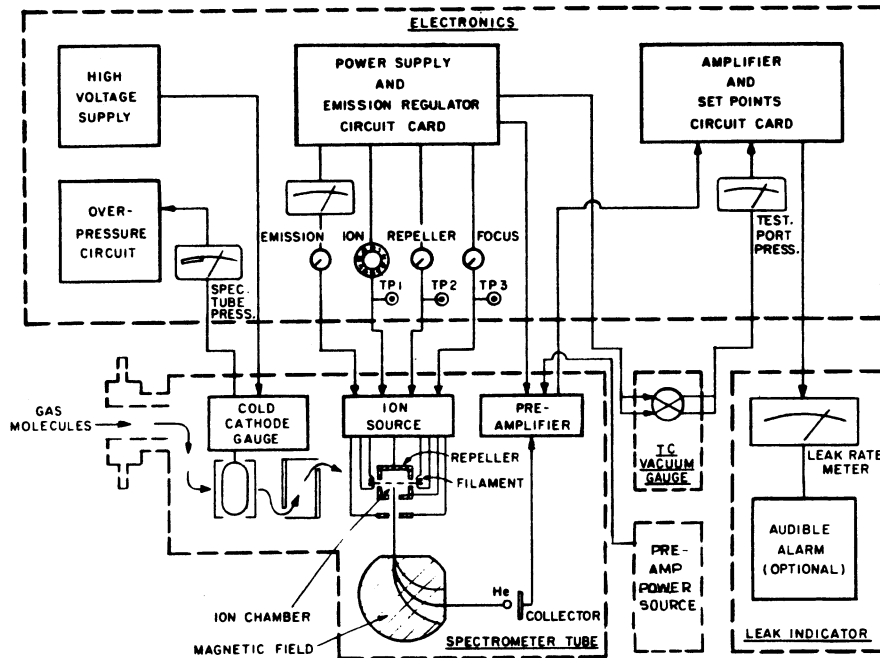 ELECTRONICS
HIGH
VOLTAGE
SUPPLY
POWER SUPPLY
AND
EMISSION REGULATOR
CIRCUIT CARD
AMPLIFIER
AND
SET POINTS
CIRCUIT CARD
OVER-
PRESSURE
CIRCUIT
SPEC.
TUBE
PRESS.
EMISSION
ION
REPELLER
FOCUS
TP1
TP2
TP3
TEST.
PORT
PRESS.
GAS
MOLECULES
COLD
CATHODE
GAUGE
ION
SOURCE
PRE-
AMPLIFIER
REPELLER
FILAMENT
TC
VACUUM
GAUGE
LEAK RATE
METER
AUDIBLE
ALARM
(OPTIONAL)
PRE-
AMP
POWER
SOURCE
He
COLLECTOR
ION CHAMBER
MAGNETIC FIELD
SPECTROMETER TUBE
LEAK INDICATOR